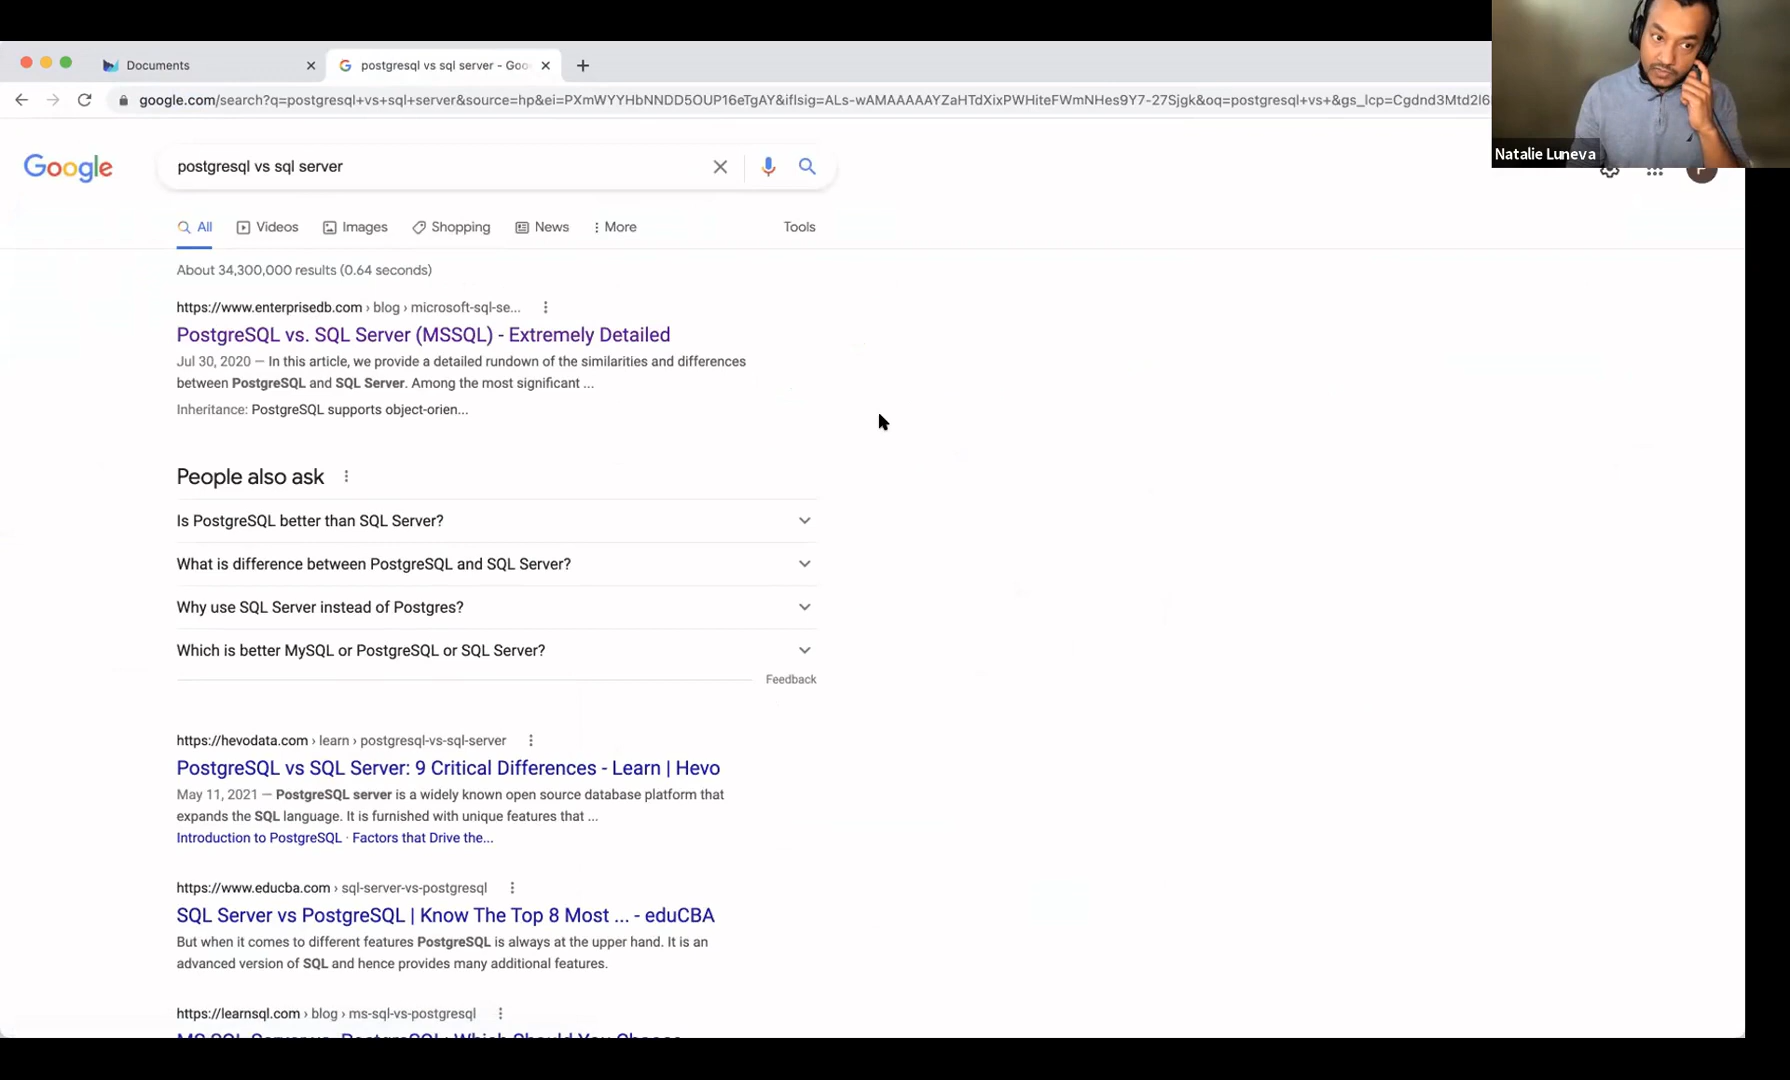 Documents
postgresql vs sql server - Goo
google.com/search?q=postgresql+vs+sql+server&source=hp&ei=PXmWYYHbNNDD5OUP16eTgAY&iflsig=ALs-wAMAAAAAYZaHTdXixPWHiteFWmNHes9Y7-27Sjgk&oq=postgresql+vs+&gs_lcp=Cgdnd3Mtd2l6
Natalie Luneva
Google
postgresql vs sql server
All Videos Images Shopping News More Tools
About 34,300,000 results (0.64 seconds)
https://www.enterprisedb.com › blog › microsoft-sql-se...
PostgreSQL vs. SQL Server (MSSQL) - Extremely Detailed
Jul 30, 2020 — In this article, we provide a detailed rundown of the similarities and differences
between PostgreSQL and SQL Server. Among the most significant ...
Inheritance: PostgreSQL supports object-orien...
People also ask
Is PostgreSQL better than SQL Server?
What is difference between PostgreSQL and SQL Server?
Why use SQL Server instead of Postgres?
Which is better MySQL or PostgreSQL or SQL Server?
Feedback
https://hevodata.com › learn › postgresql-vs-sql-server
PostgreSQL vs SQL Server: 9 Critical Differences - Learn | Hevo
May 11, 2021 — PostgreSQL server is a widely known open source database platform that
expands the SQL language. It is furnished with unique features that ...
Introduction to PostgreSQL · Factors that Drive the...
https://www.educba.com › sql-server-vs-postgresql
SQL Server vs PostgreSQL | Know The Top 8 Most ... - eduCBA
But when it comes to different features PostgreSQL is always at the upper hand. It is an
advanced version of SQL and hence provides many additional features.
https://learnsql.com › blog › ms-sql-vs-postgresql
MS SQL Server vs. PostgreSQL: Which Should You Choose